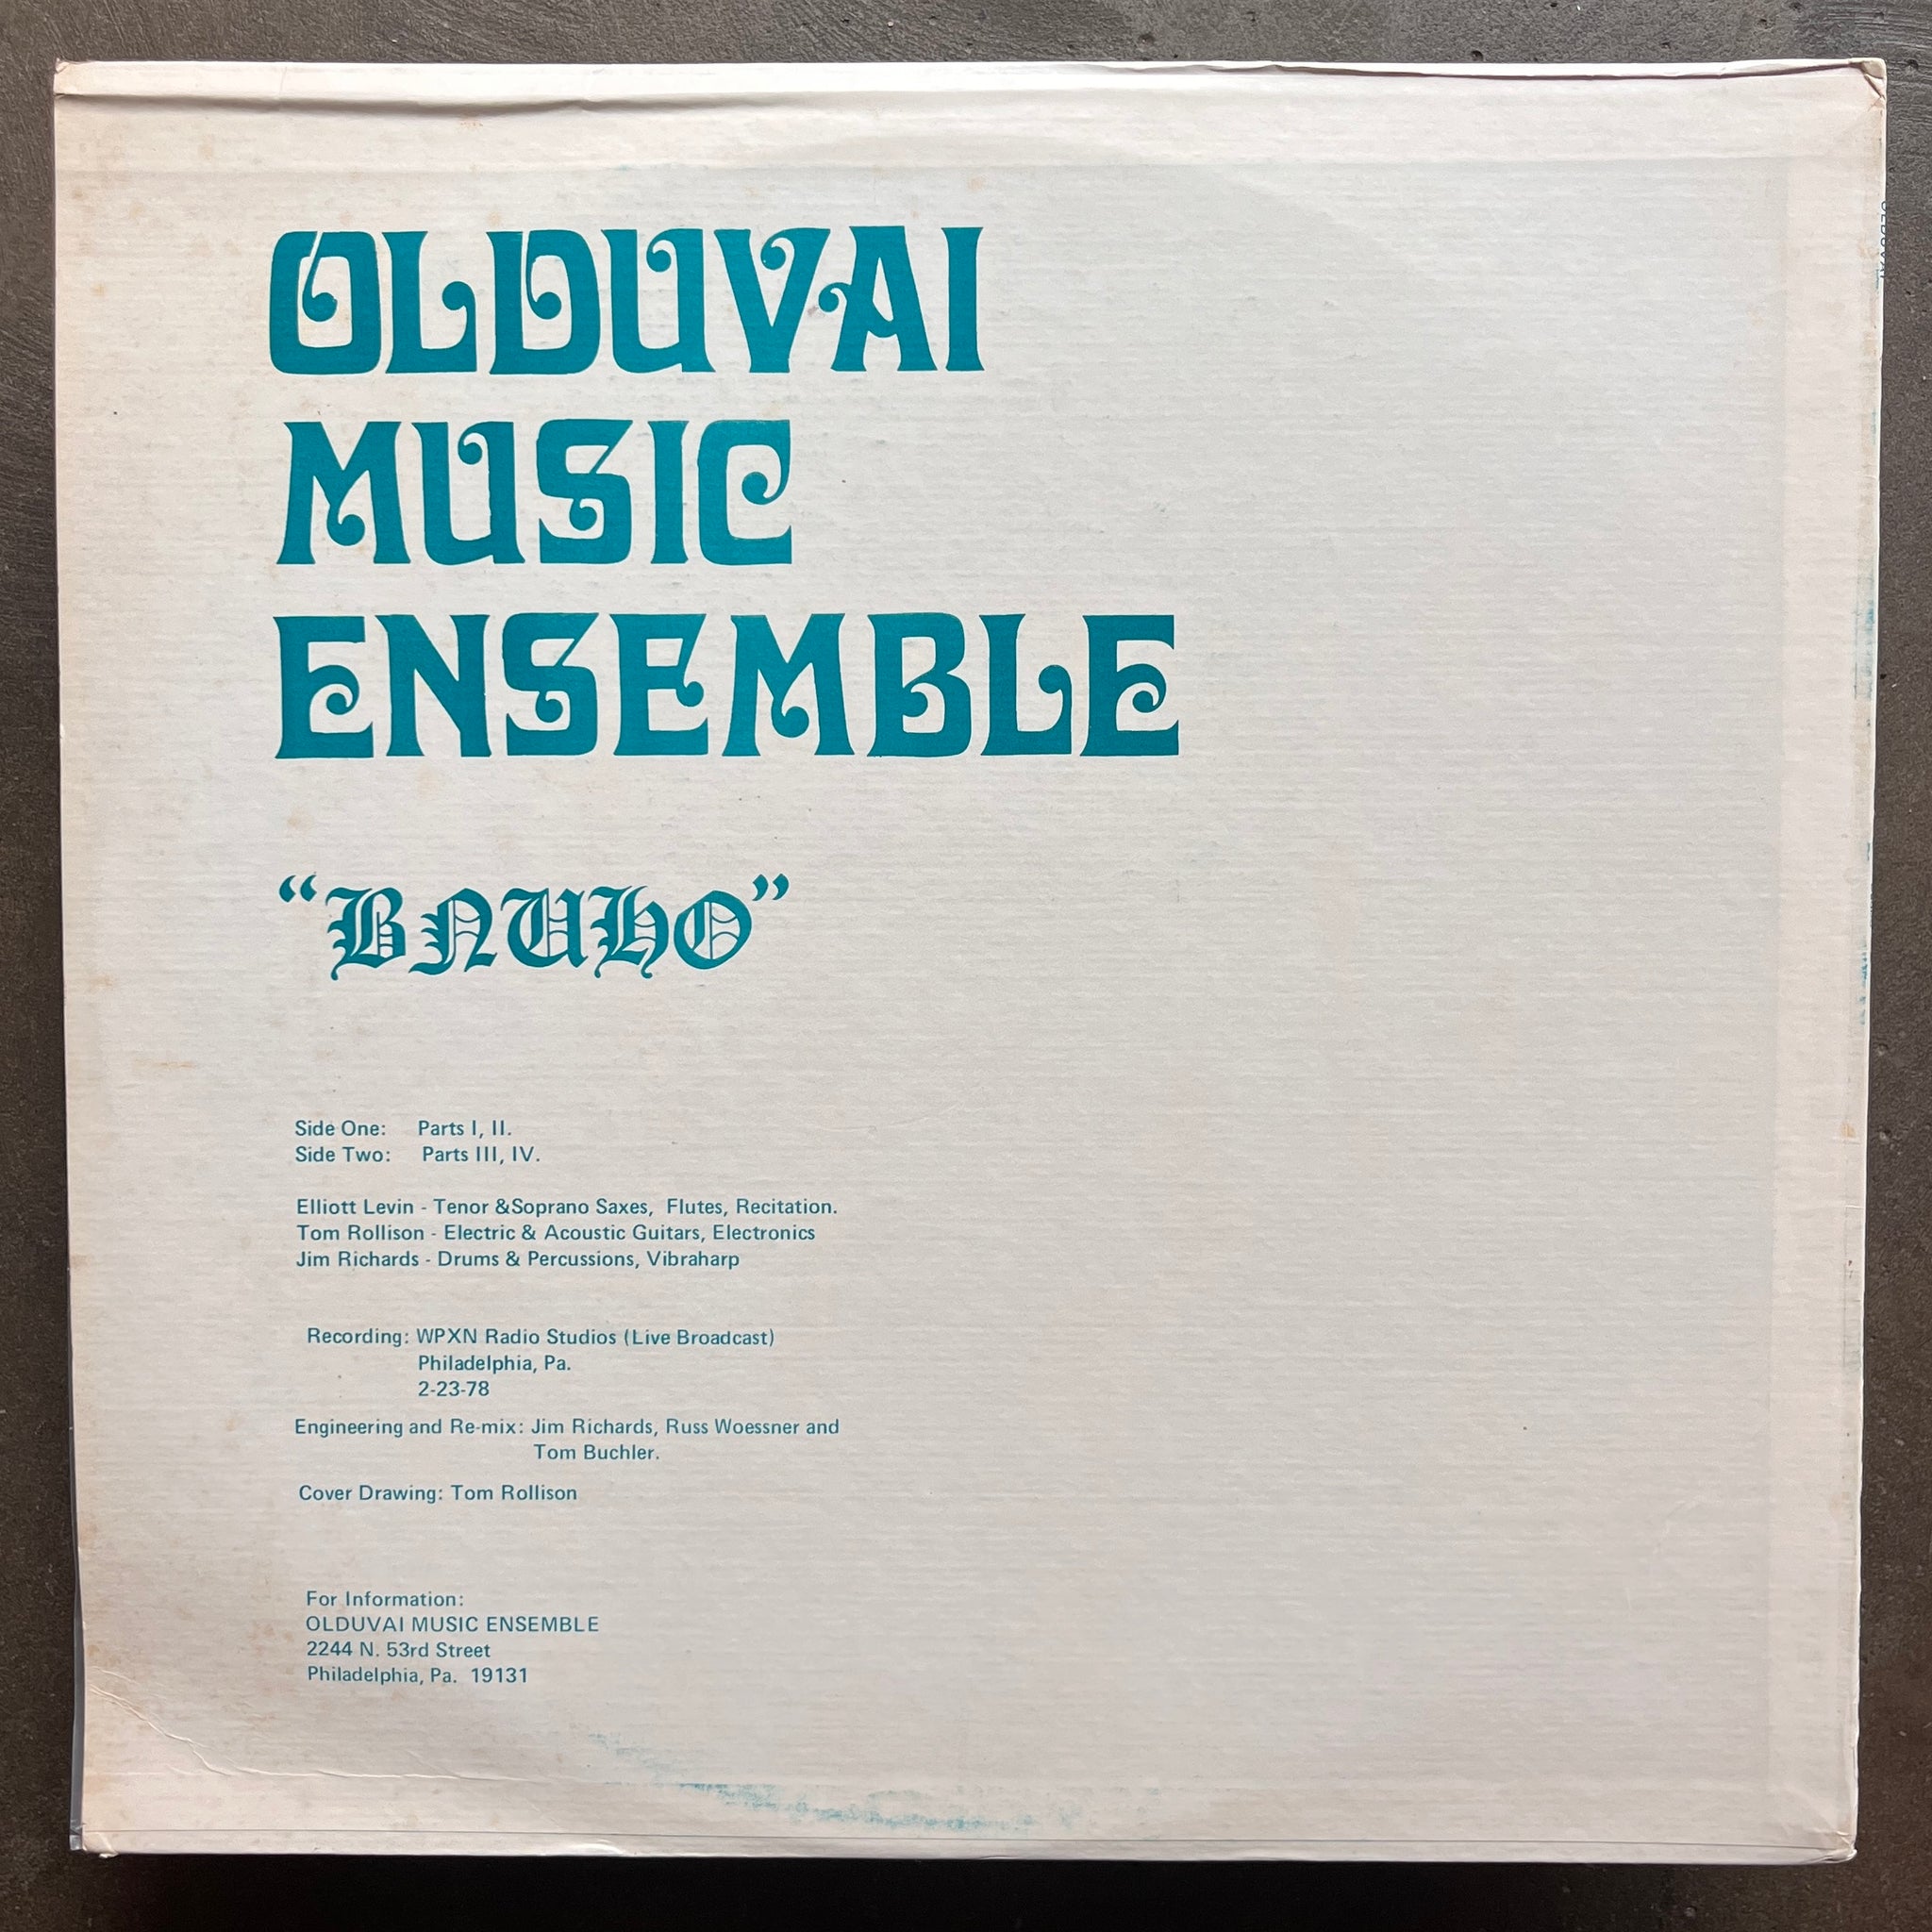 OLDUVAI
MUSIC
ENSEMBLE
"BNUHO"
Side One: Parts I, II.
Side Two: Parts III, IV.
Elliott Levin - Tenor &Soprano Saxes, Flutes, Recitation.
Tom Rollison - Electric & Acoustic Guitars, Electronics
Jim Richards - Drums & Percussions, Vibraharp
Recording: WPXN Radio Studios (Live Broadcast)
Philadelphia, Pa.
2-23-78
Engineering and Re-mix: Jim Richards, Russ Woessner and
Tom Buchler.
Cover Drawing: Tom Rollison
For Information:
OLDUVAI MUSIC ENSEMBLE
2244 N. 53rd Street
Philadelphia, Pa. 19131